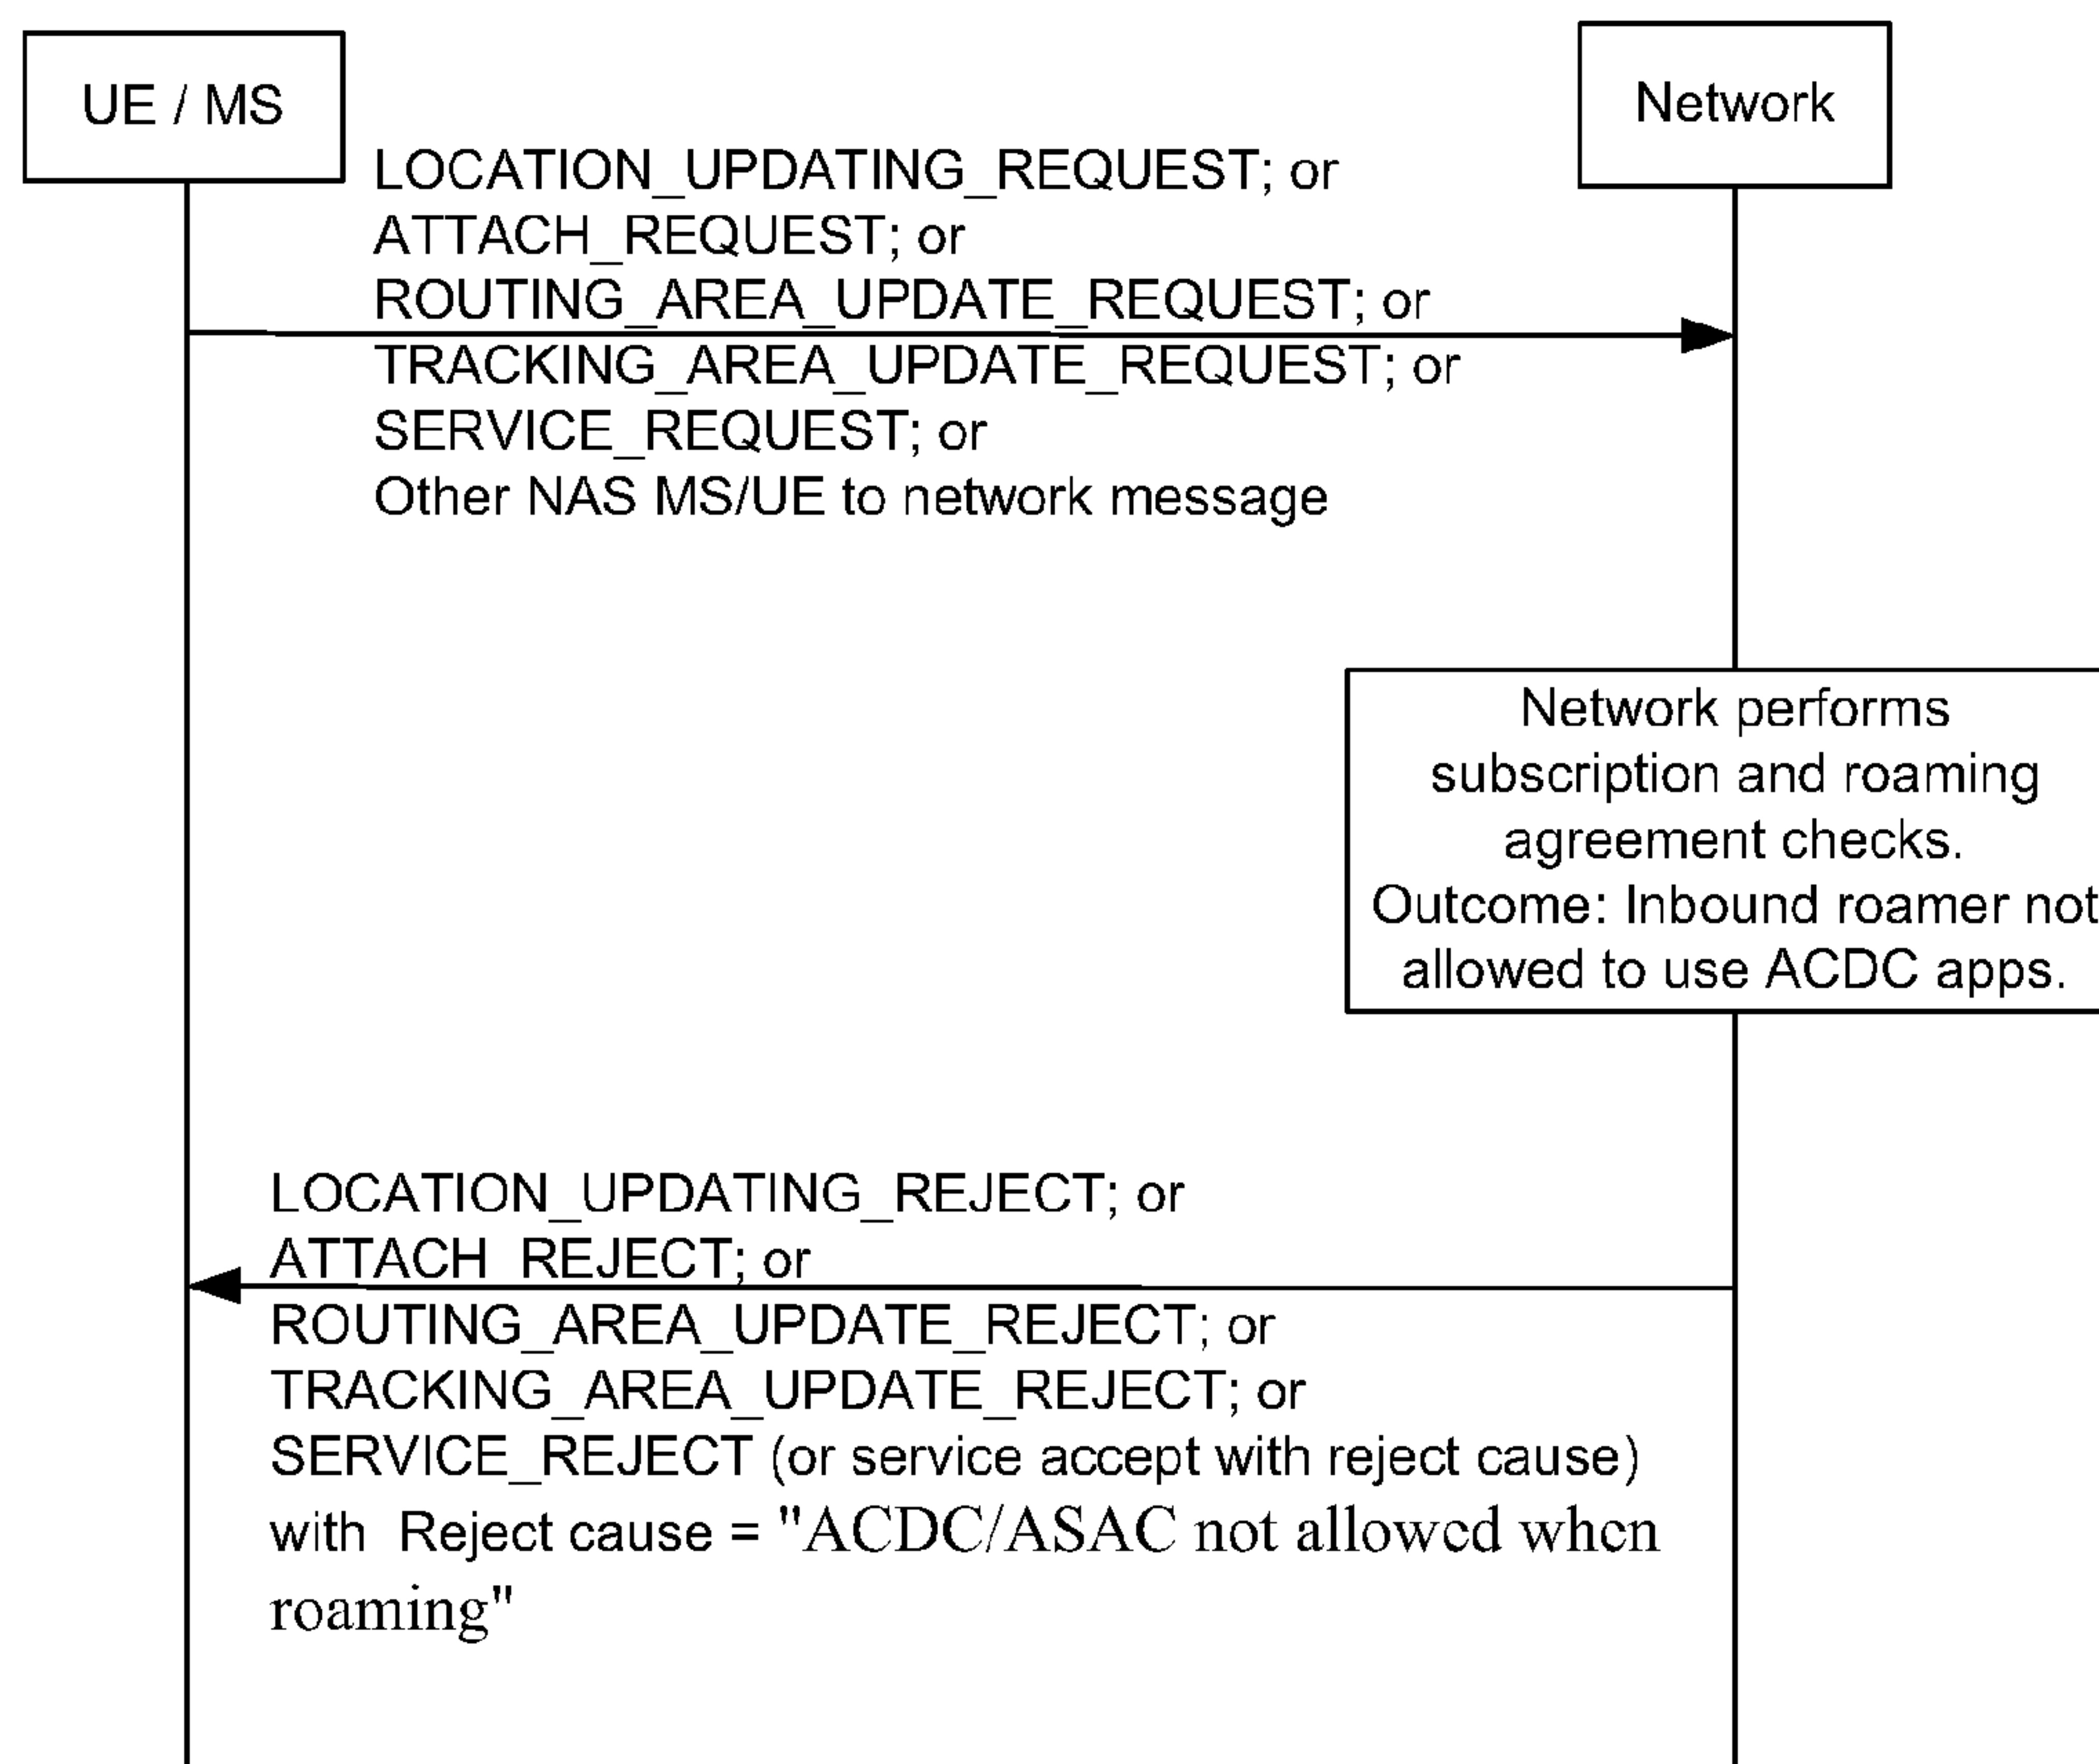 UE / MS
Network
LOCATION_UPDATING_REQUEST; or
ATTACH_REQUEST; or
ROUTING_AREA_UPDATE_REQUEST; or
TRACKING_AREA_UPDATE_REQUEST; or
SERVICE_REQUEST; or
Other NAS MS/UE to network message
Network performs
subscription and roaming
agreement checks.
Outcome: Inbound roamer not
allowed to use ACDC apps.
LOCATION_UPDATING_REJECT; or
ATTACH_REJECT; or
ROUTING_AREA_UPDATE_REJECT; or
TRACKING_AREA_UPDATE_REJECT; or
SERVICE_REJECT (or service accept with reject cause)
with Reject cause = "ACDC/ASAC not allowed when
roaming"